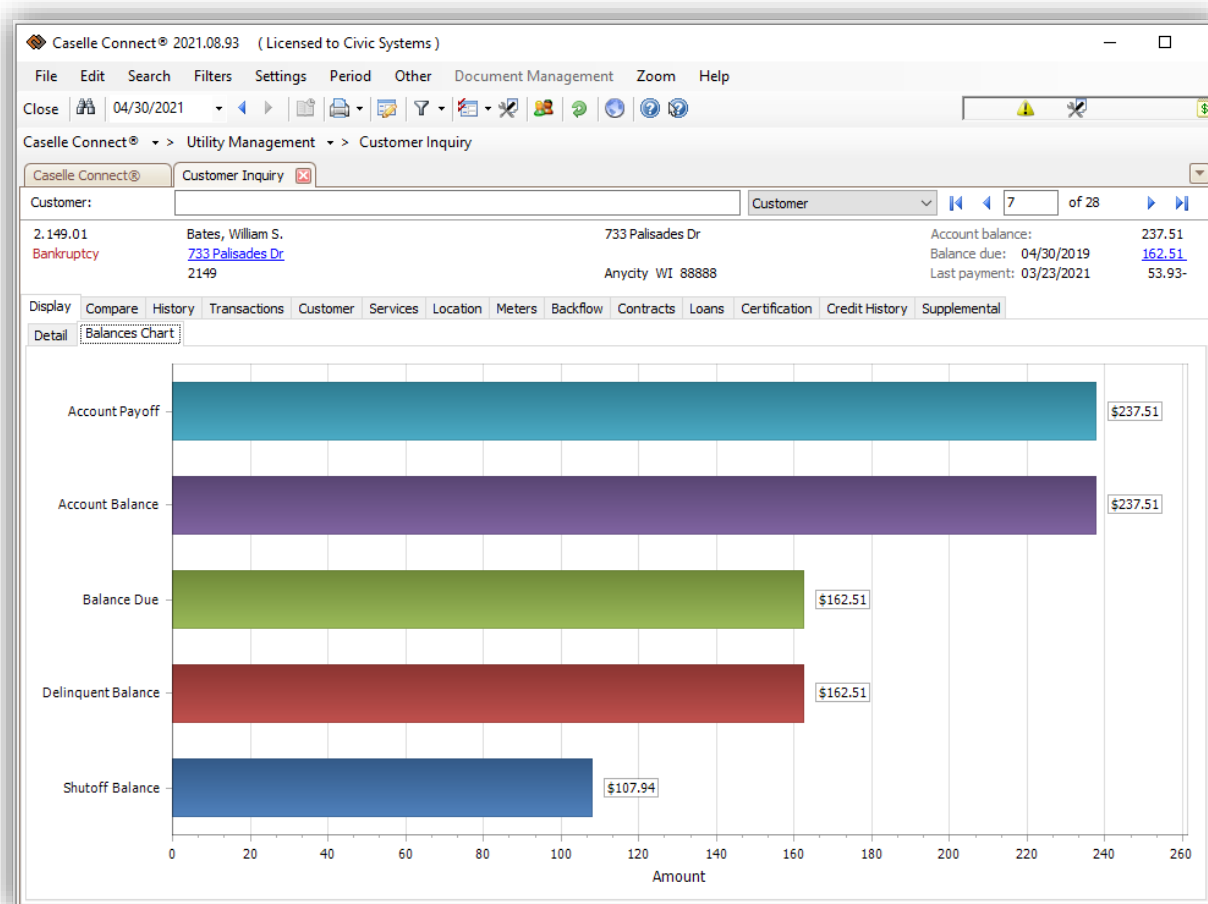 Caselle Connect® 2021.08.93 ( Licensed to Civic Systems )
File Edit Search Filters Settings Period Other Document Management Zoom Help
Close 04/30/2021
Caselle Connect® > Utility Management > Customer Inquiry
Caselle Connect® Customer Inquiry
Customer: Customer 7 of 28
2.149.01 Bates, William S. 733 Palisades Dr Account balance: 237.51
Bankruptcy 733 Palisades Dr Balance due: 04/30/2019 162.51
2149 Anycity WI 88888 Last payment: 03/23/2021 53.93-
Display Compare History Transactions Customer Services Location Meters Backflow Contracts Loans Certification Credit History Supplemental
Detail Balances Chart
Account Payoff $237.51
Account Balance $237.51
Balance Due $162.51
Delinquent Balance $162.51
Shutoff Balance $107.94
0 20 40 60 80 100 120 140 160 180 200 220 240 260
Amount